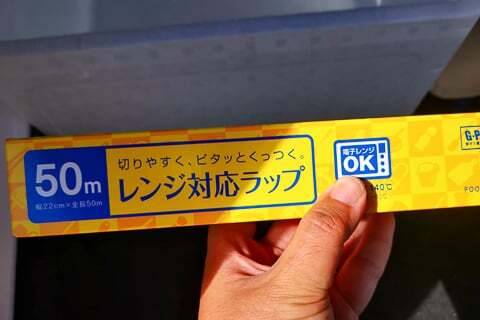 50m
幅22cm×全長50m
切りやすく、ピタッとくっつく。
レンジ対応ラップ
電子レンジ
OK
40℃
G-P
FOO